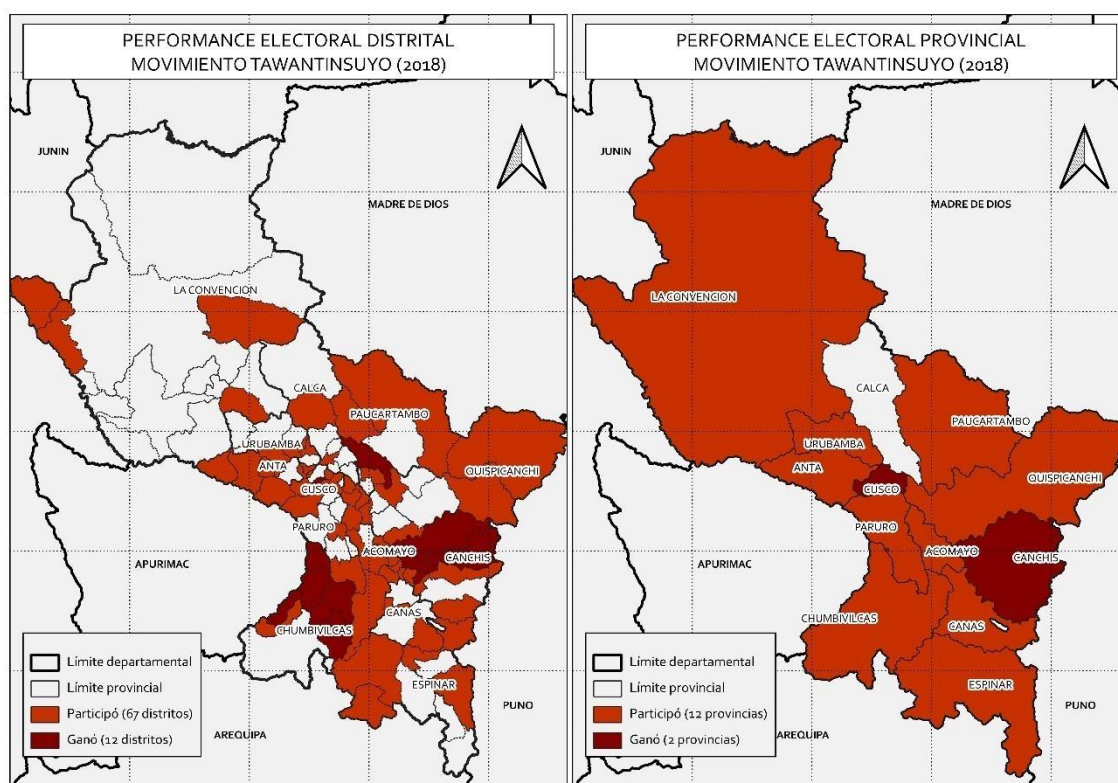 PERFORMANCE ELECTORAL DISTRITAL
MOVIMIENTO TAWANTINSUYO (2018)
JUNIN
MADRE DE DIOS
LA CONVENCION
CALCA
PAUCARTAMBO
URUBAMBA
ANTA
QUISPICANCHI
CUSCO
PARURO
ACOMAYO
CANCHIS
APURIMAC
CANAS
CHUMBIVILCAS
ESPINAR
PUNO
AREQUIPA
Límite departamental
Límite provincial
Participó (67 distritos)
Ganó (12 distritos)
PERFORMANCE ELECTORAL PROVINCIAL
MOVIMIENTO TAWANTINSUYO (2018)
JUNIN
MADRE DE DIOS
LA CONVENCION
CALCA
PAUCARTAMBO
URUBAMBA
ANTA
QUISPICANCHI
CUSCO
PARURO
ACOMAYO
CANCHIS
APURIMAC
CHUMBIVILCAS
CANAS
ESPINAR
PUNO
AREQUIPA
Límite departamental
Límite provincial
Participó (12 provincias)
Ganó (2 provincias)